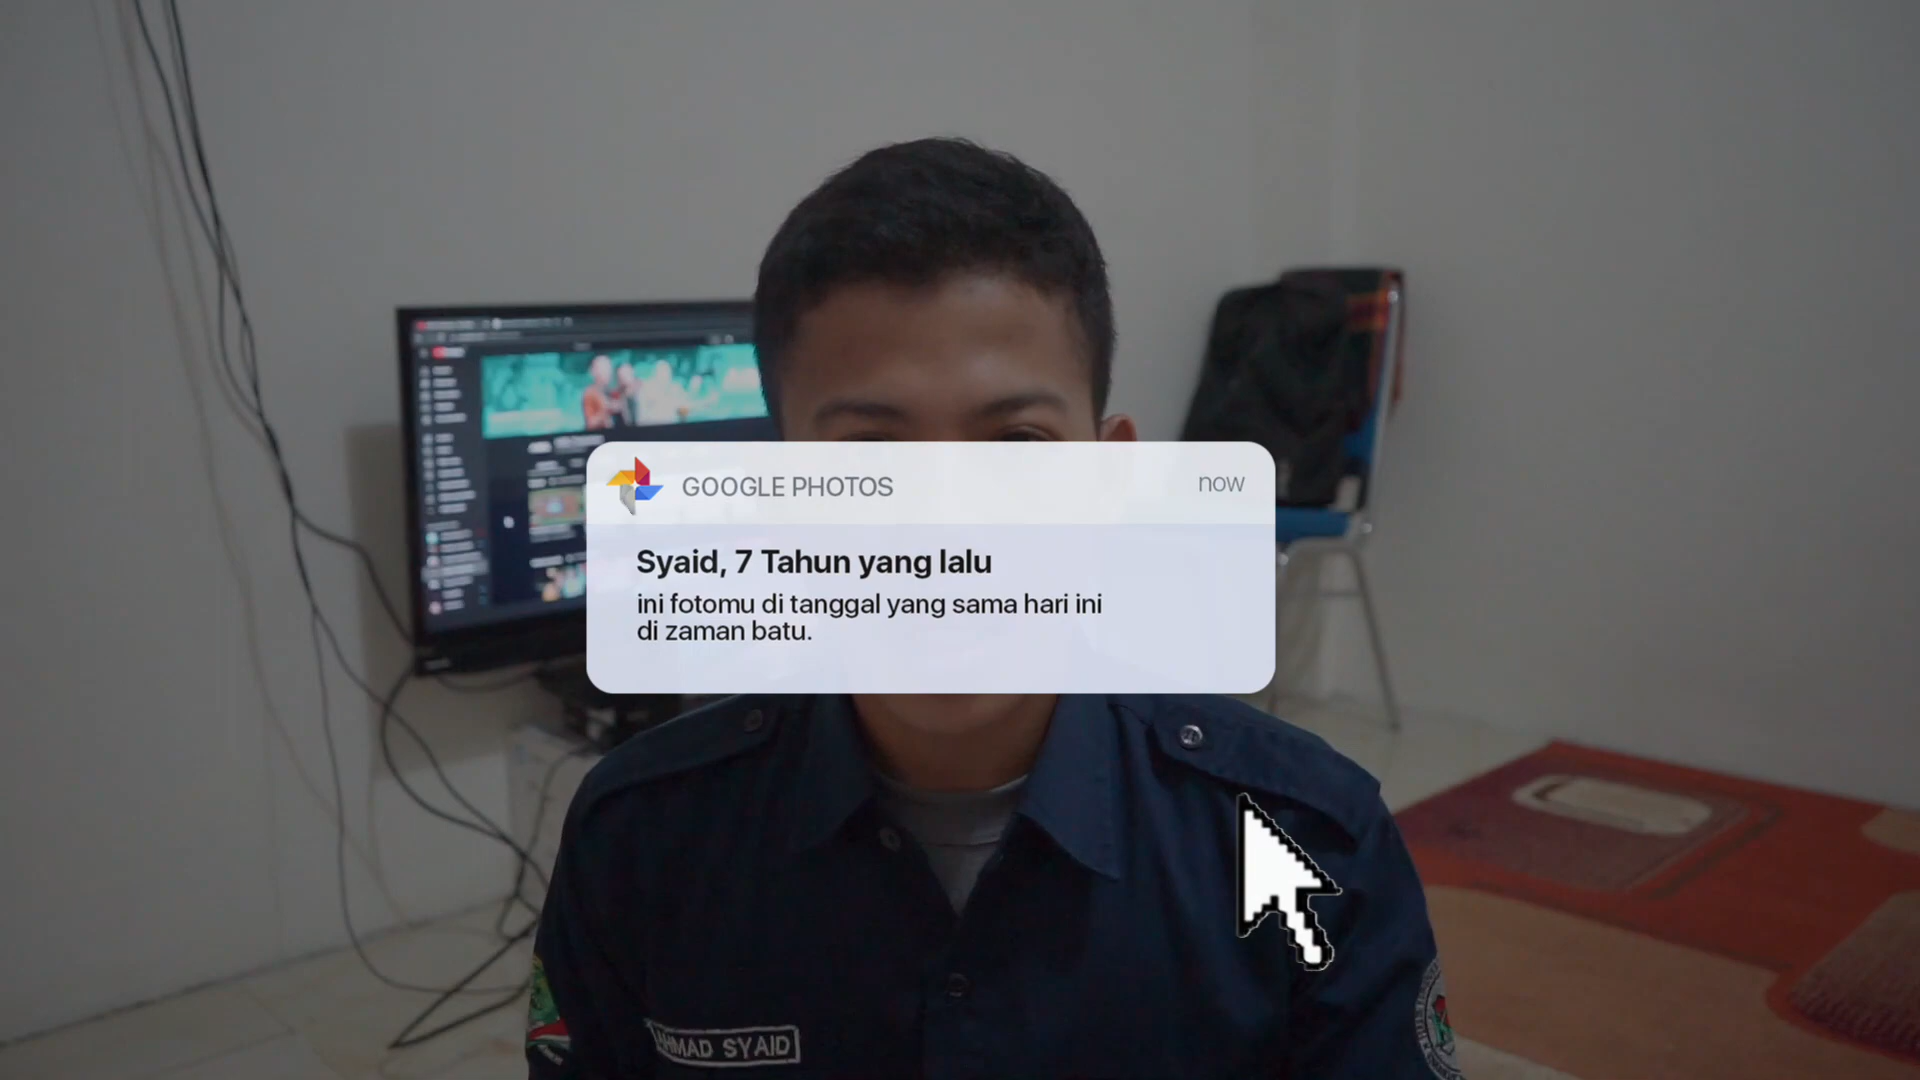 GOOGLE PHOTOS
now
Syaid, 7 Tahun yang lalu
ini fotomu di tanggal yang sama hari ini
di zaman batu.
AHMAD SYAID